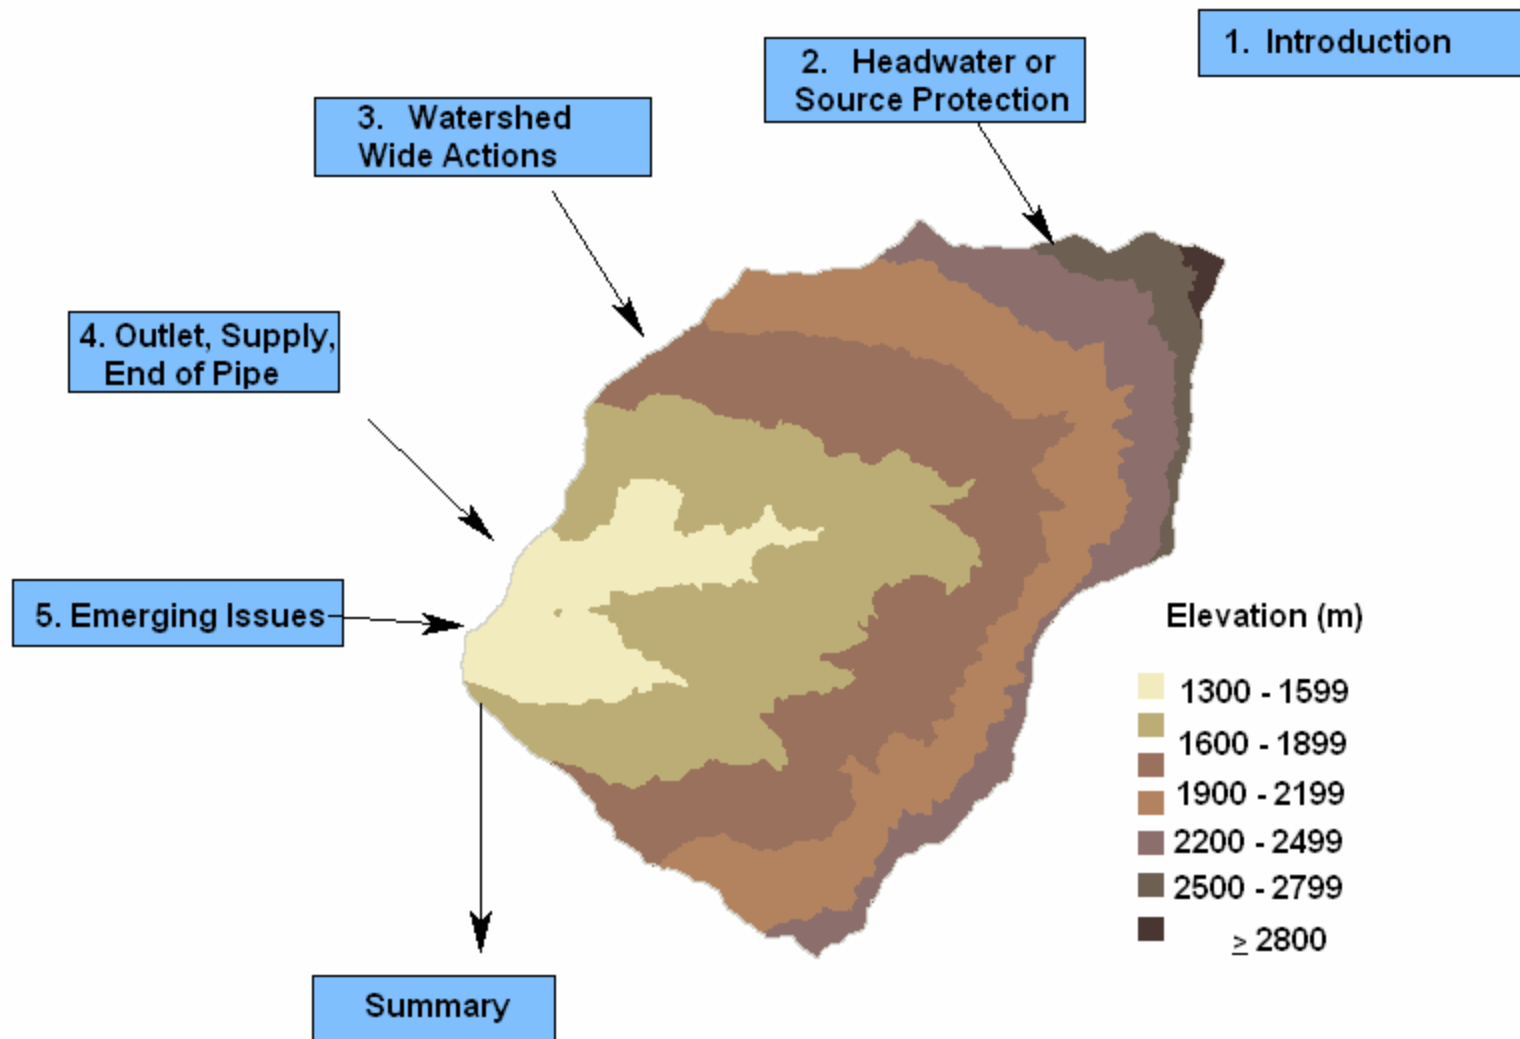 1. Introduction
2. Headwater or
Source Protection
3. Watershed
Wide Actions
4. Outlet, Supply,
End of Pipe
5. Emerging Issues
Summary
Elevation (m)
1300 - 1599
1600 - 1899
1900 - 2199
2200 - 2499
2500 - 2799
≥ 2800